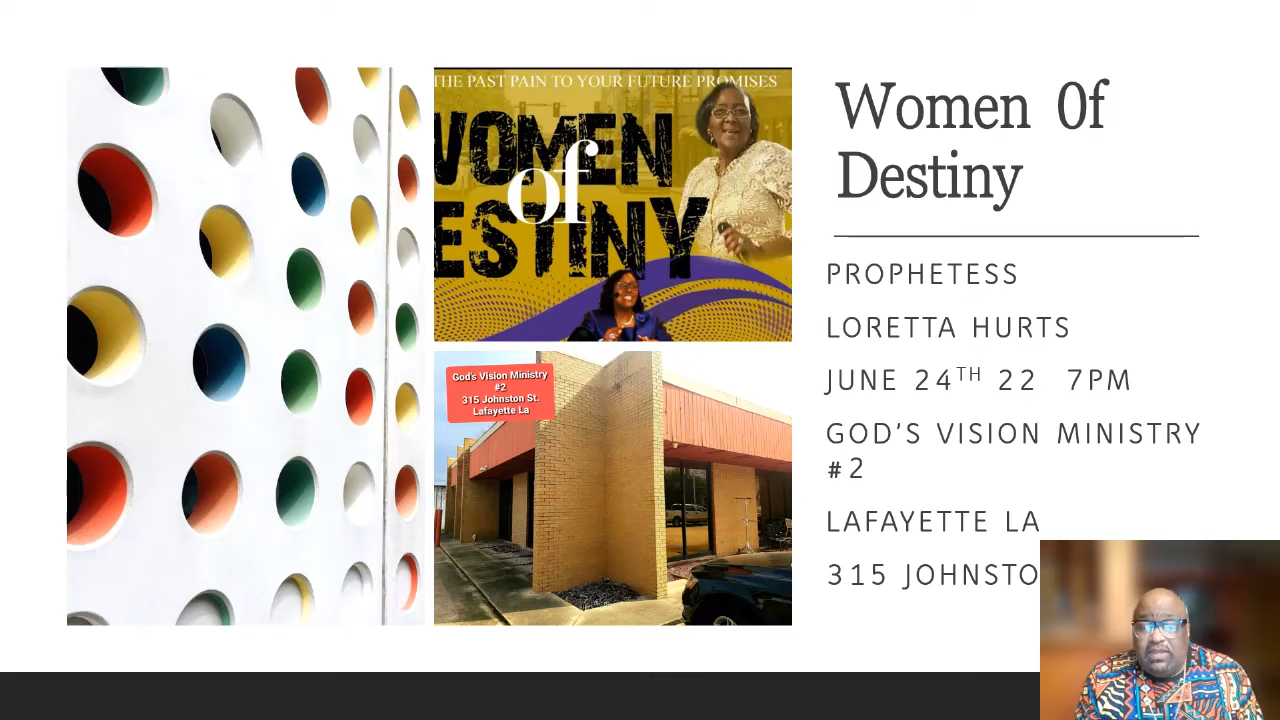 THE PAST PAIN TO YOUR FUTURE PROMISES
WOMEN
of
ESTINY
God's Vision Ministry
#2
315 Johnston St.
Lafayette La
Women 0f
Destiny
PROPHETESS
LORETTA HURTS
JUNE 24TH 22 7PM
GOD'S VISION MINISTRY
#2
LAFAYETTE LA
315 JOHNSTO